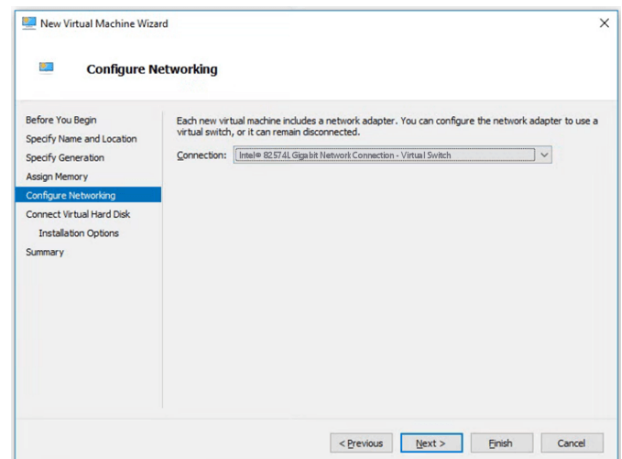 New Virtual Machine Wizard
Configure Networking
Before You Begin
Specify Name and Location
Specify Generation
Assign Memory
Configure Networking
Connect Virtual Hard Disk
Installation Options
Summary
Each new virtual machine includes a network adapter. You can configure the network adapter to use a
virtual switch, or it can remain disconnected.
Connection: Intel® 82574L Gigabit Network Connection - Virtual Switch
< Previous Next > Finish Cancel